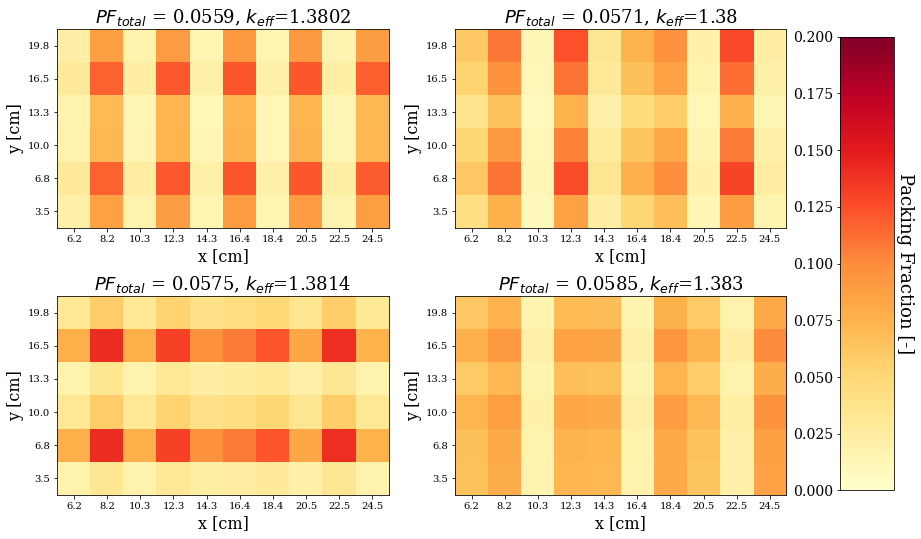 PF_total = 0.0559, k_eff=1.3802
19.8
16.5
13.3
10.0
6.8
3.5
y [cm]
6.2 8.2 10.3 12.3 14.3 16.4 18.4 20.5 22.5 24.5
x [cm]
PF_total = 0.0571, k_eff=1.38
19.8
16.5
13.3
10.0
6.8
3.5
y [cm]
6.2 8.2 10.3 12.3 14.3 16.4 18.4 20.5 22.5 24.5
x [cm]
PF_total = 0.0575, k_eff=1.3814
19.8
16.5
13.3
10.0
6.8
3.5
y [cm]
6.2 8.2 10.3 12.3 14.3 16.4 18.4 20.5 22.5 24.5
x [cm]
PF_total = 0.0585, k_eff=1.383
19.8
16.5
13.3
10.0
6.8
3.5
y [cm]
6.2 8.2 10.3 12.3 14.3 16.4 18.4 20.5 22.5 24.5
x [cm]
0.200
0.175
0.150
0.125
0.100
0.075
0.050
0.025
0.000
Packing Fraction [-]